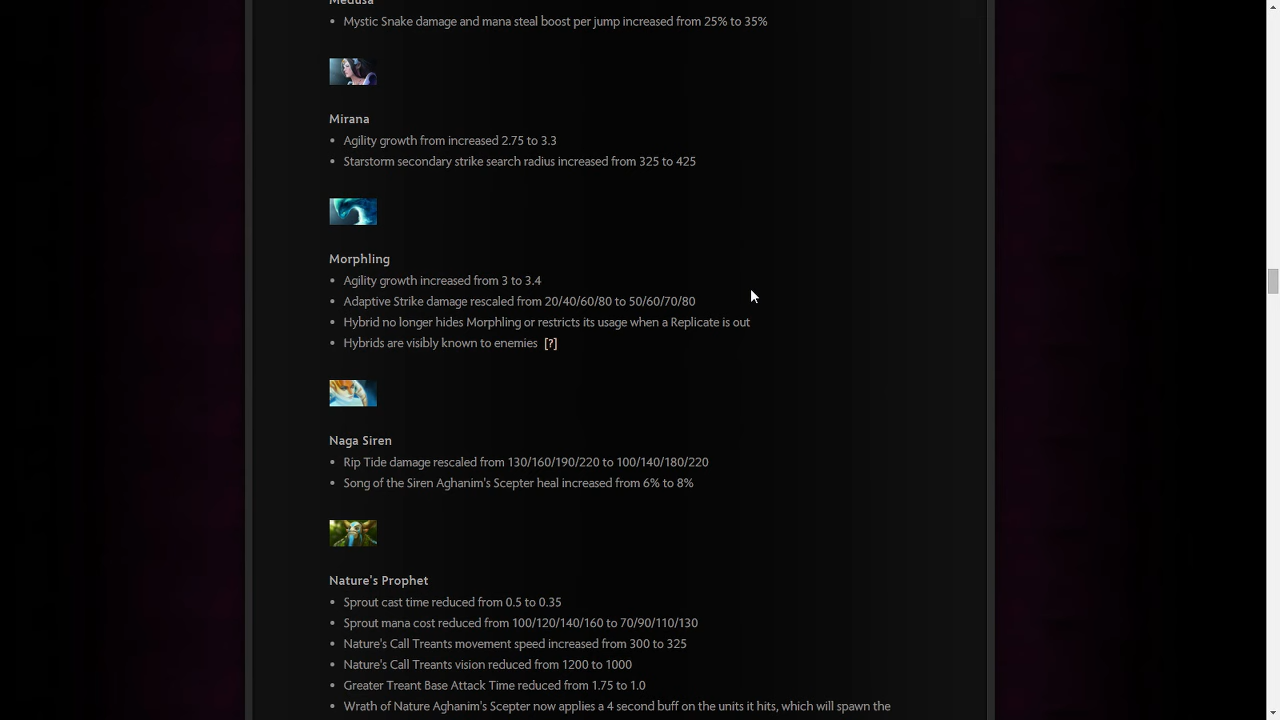 Medusa
• Mystic Snake damage and mana steal boost per jump increased from 25% to 35%
Mirana
• Agility growth from increased 2.75 to 3.3
• Starstorm secondary strike search radius increased from 325 to 425
Morphling
• Agility growth increased from 3 to 3.4
• Adaptive Strike damage rescaled from 20/40/60/80 to 50/60/70/80
• Hybrid no longer hides Morphling or restricts its usage when a Replicate is out
• Hybrids are visibly known to enemies [?]
Naga Siren
• Rip Tide damage rescaled from 130/160/190/220 to 100/140/180/220
• Song of the Siren Aghanim's Scepter heal increased from 6% to 8%
Nature's Prophet
• Sprout cast time reduced from 0.5 to 0.35
• Sprout mana cost reduced from 100/120/140/160 to 70/90/110/130
• Nature's Call Treants movement speed increased from 300 to 325
• Nature's Call Treants vision reduced from 1200 to 1000
• Greater Treant Base Attack Time reduced from 1.75 to 1.0
• Wrath of Nature Aghanim's Scepter now applies a 4 second buff on the units it hits, which will spawn the